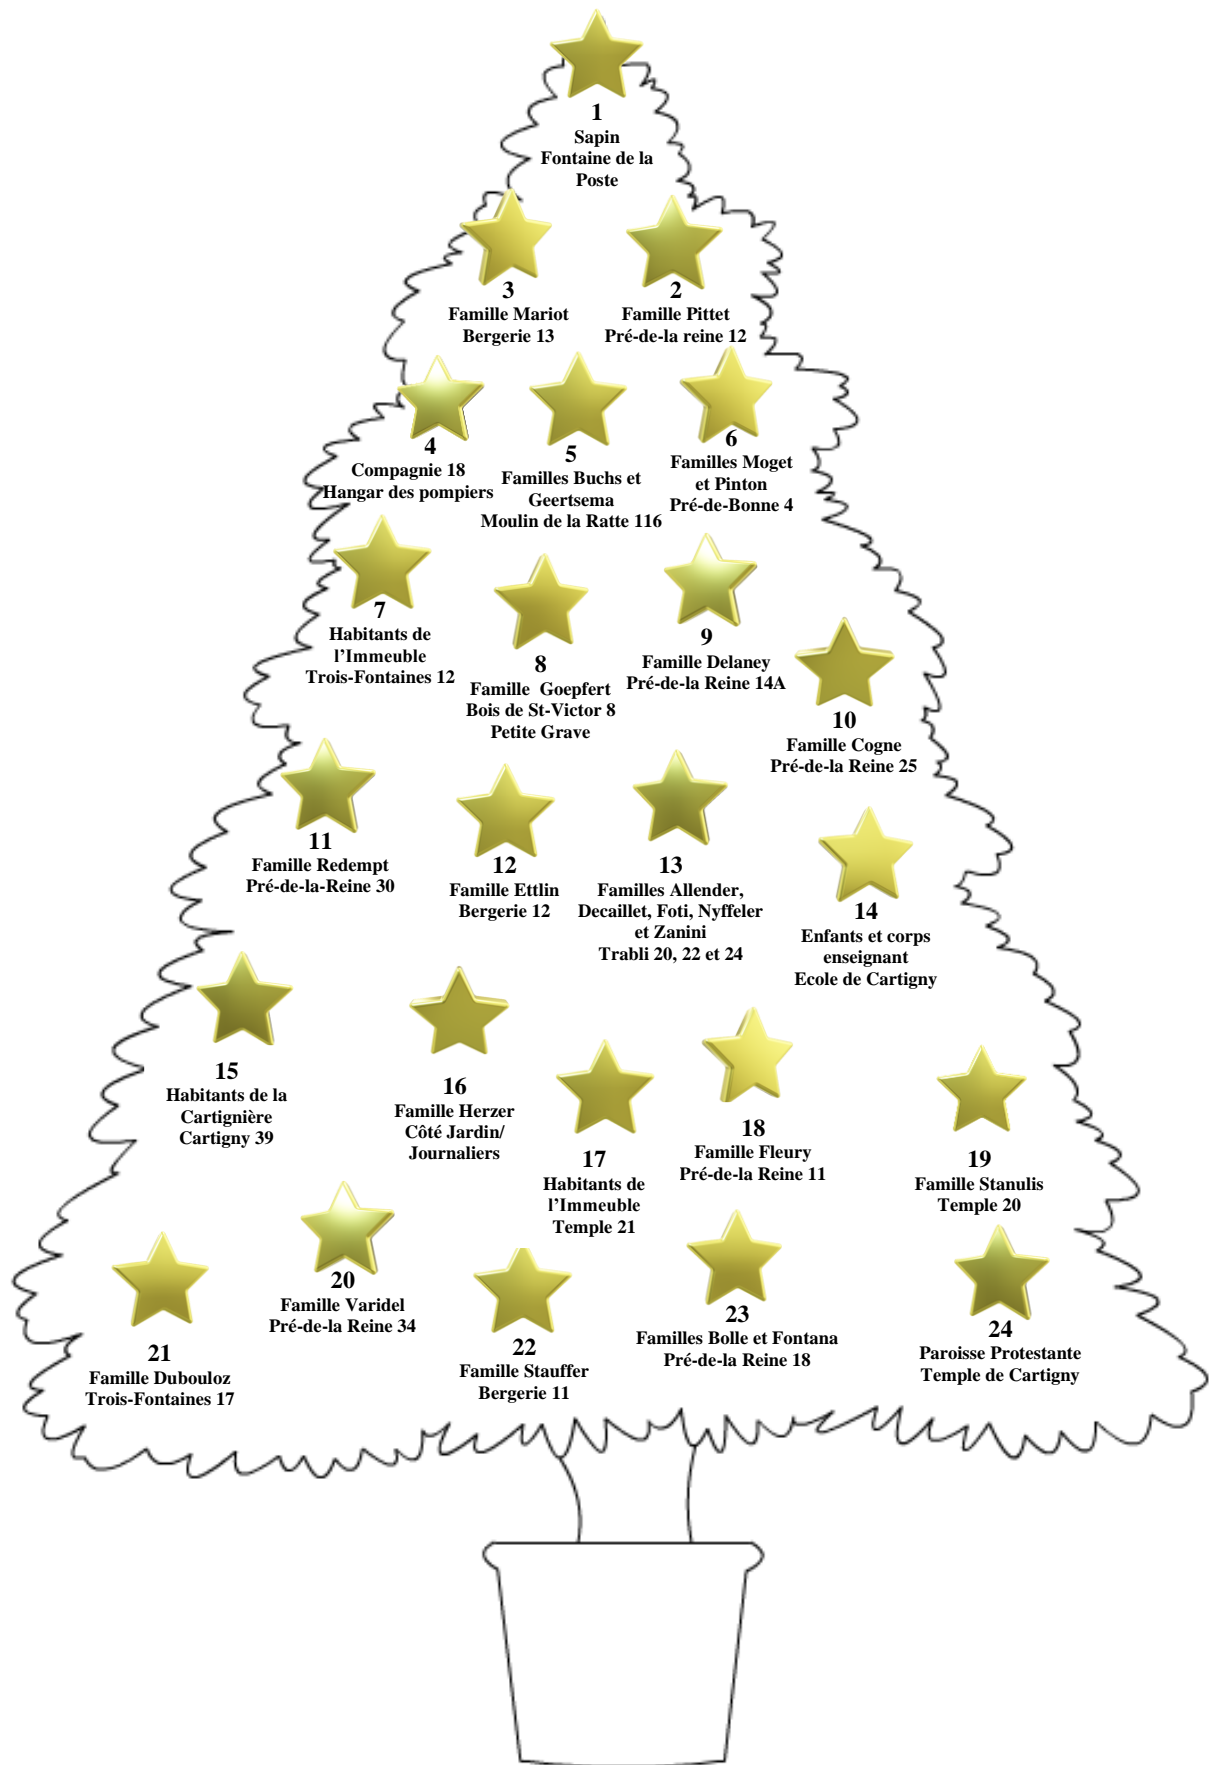 1
Sapin
Fontaine de la
Poste
3
Famille Mariot
Bergerie 13
2
Famille Pittet
Pré-de-la reine 12
4
Compagnie 18
Hangar des pompiers
5
Familles Buchs et
Geertsema
Moulin de la Ratte 116
6
Familles Moget
et Pinton
Pré-de-Bonne 4
7
Habitants de
l’Immeuble
Trois-Fontaines 12
8
Famille Goepfert
Bois de St-Victor 8
Petite Grave
9
Famille Delaney
Pré-de-la Reine 14A
10
Famille Cogne
Pré-de-la Reine 25
11
Famille Redempt
Pré-de-la-Reine 30
12
Famille Ettlin
Bergerie 12
13
Familles Allender,
Decaillet, Foti, Nyffeler
et Zanini
Trabli 20, 22 et 24
14
Enfants et corps
enseignant
Ecole de Cartigny
15
Habitants de la
Cartignière
Cartigny 39
16
Famille Herzer
Côté Jardin/
Journaliers
17
Habitants de
l’Immeuble
Temple 21
18
Famille Fleury
Pré-de-la Reine 11
19
Famille Stanulis
Temple 20
20
Famille Varidel
Pré-de-la Reine 34
21
Famille Dubouloz
Trois-Fontaines 17
22
Famille Stauffer
Bergerie 11
23
Familles Bolle et Fontana
Pré-de-la Reine 18
24
Paroisse Protestante
Temple de Cartigny